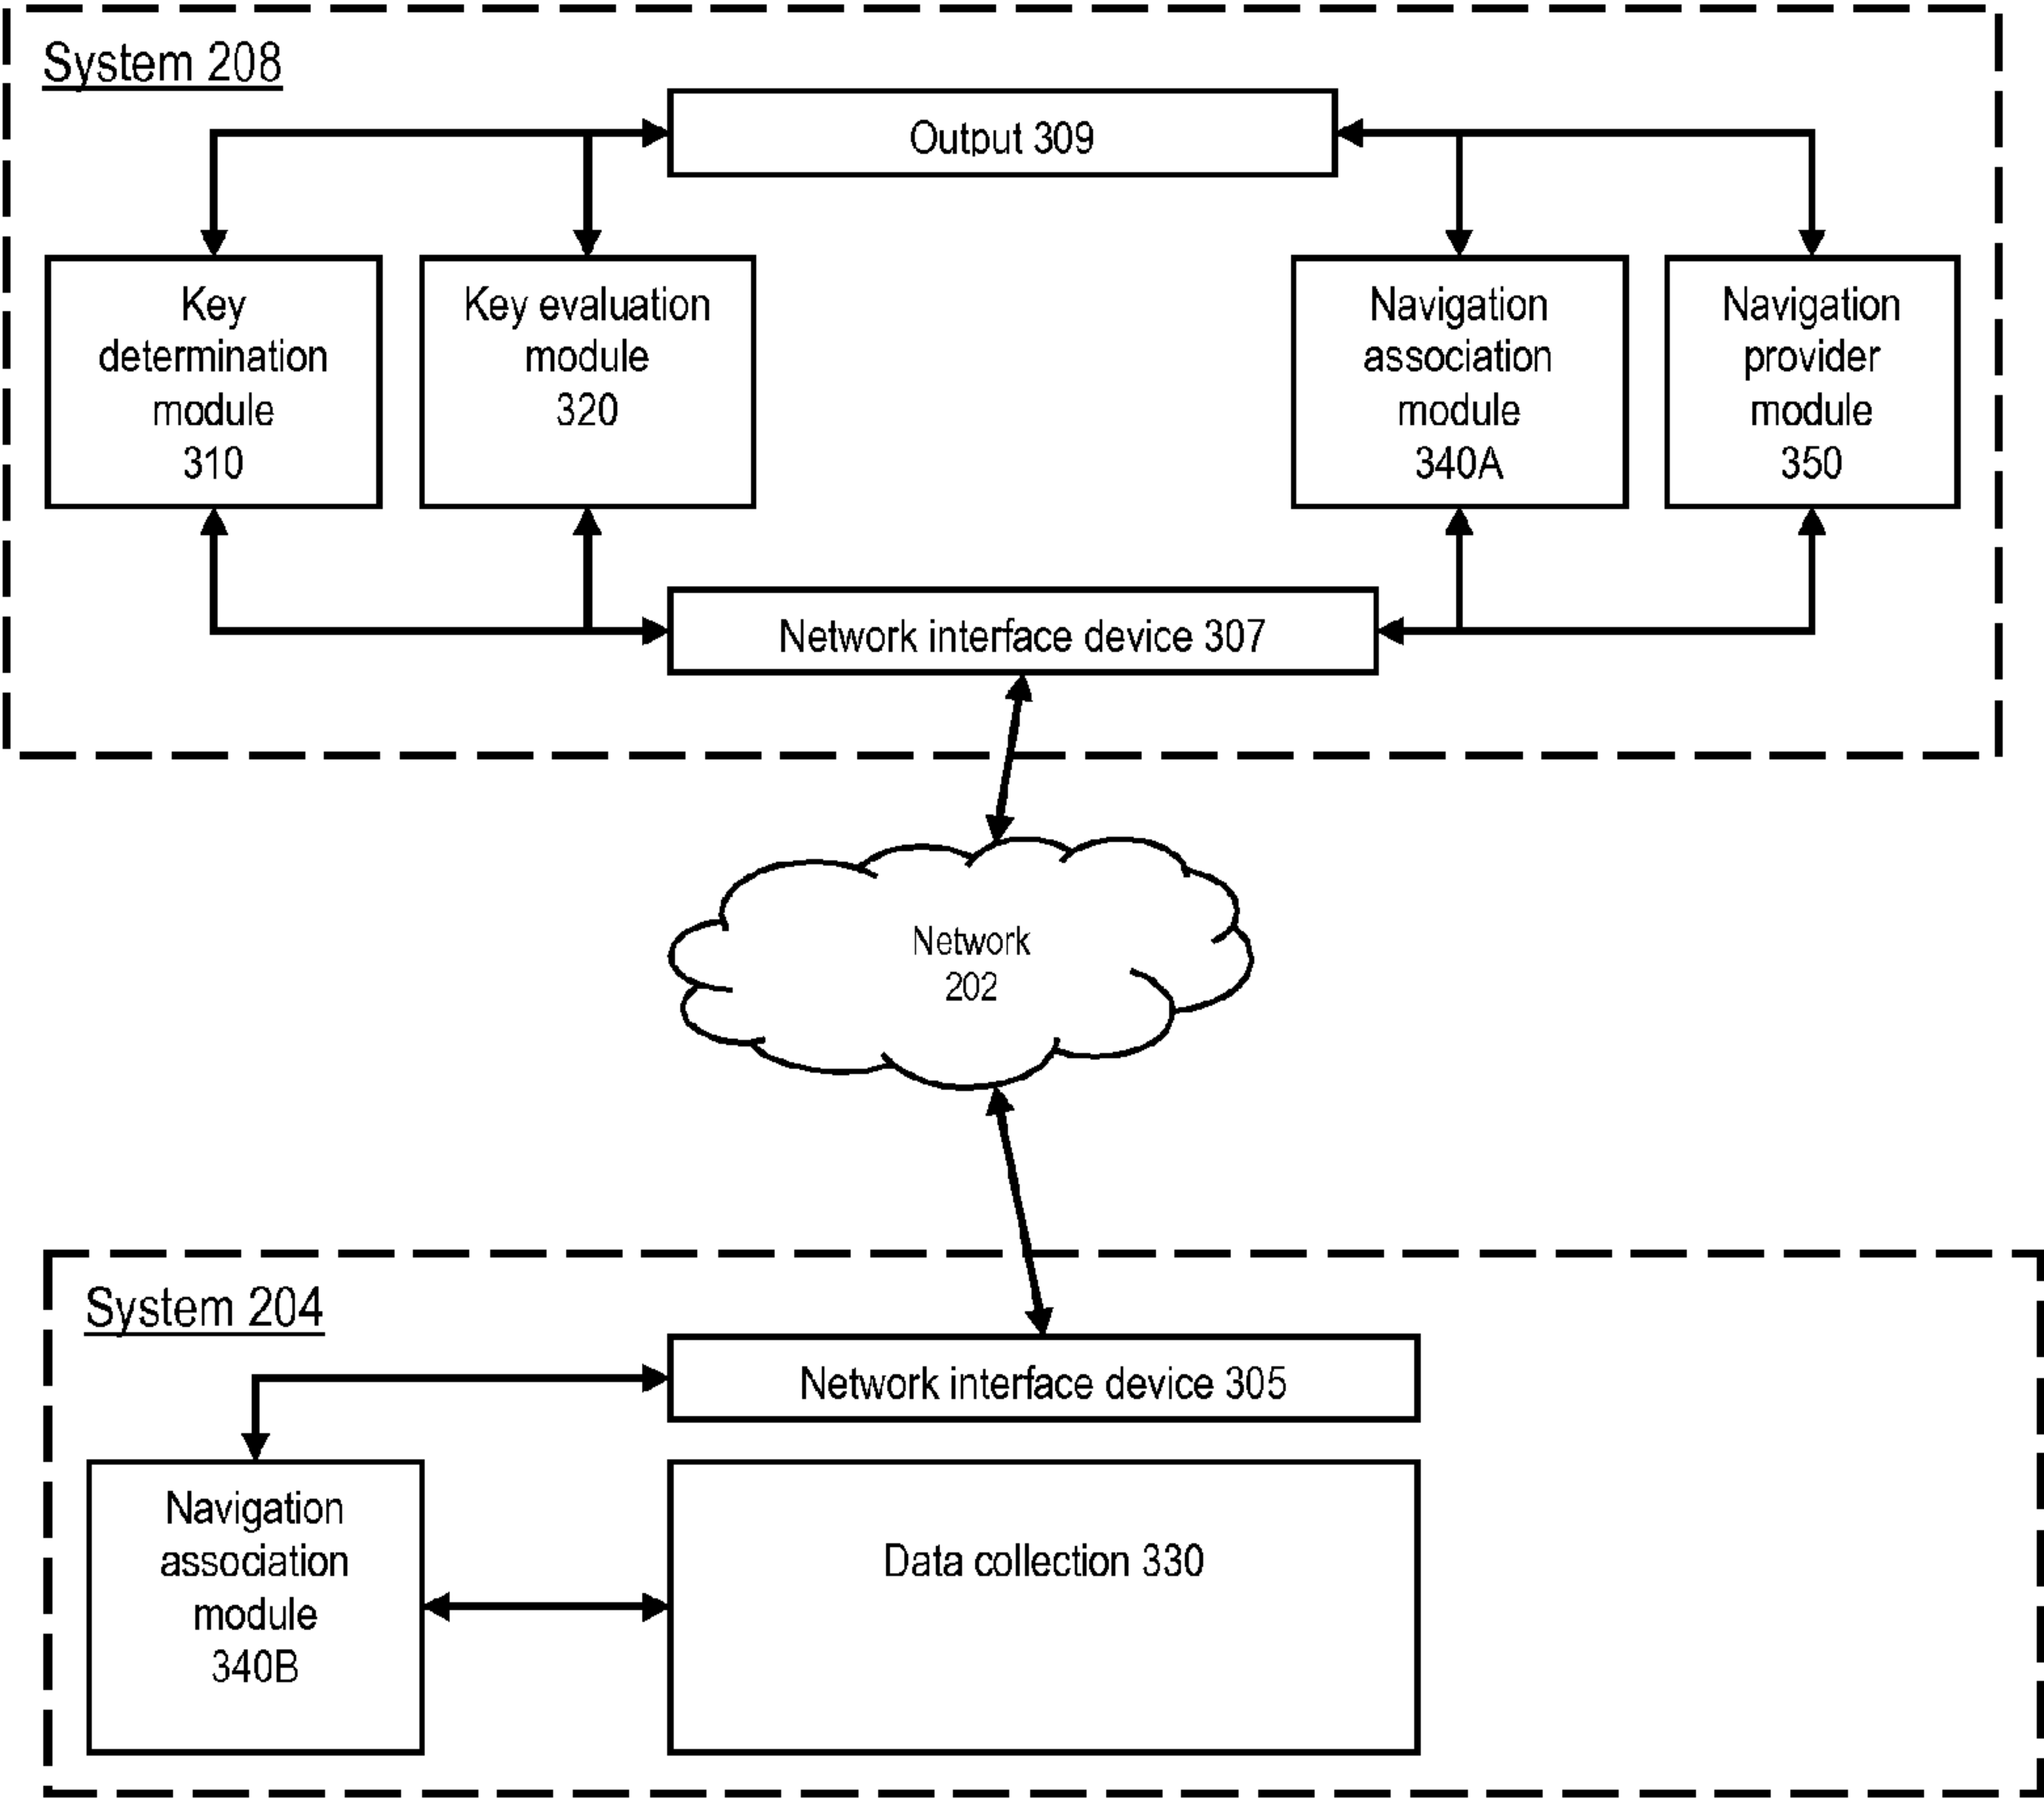 System 208
Output 309
Key
determination
module
310
Key evaluation
module
320
Navigation
association
module
340A
Navigation
provider
module
350
Network interface device 307
Network
202
System 204
Network interface device 305
Navigation
association
module
340B
Data collection 330